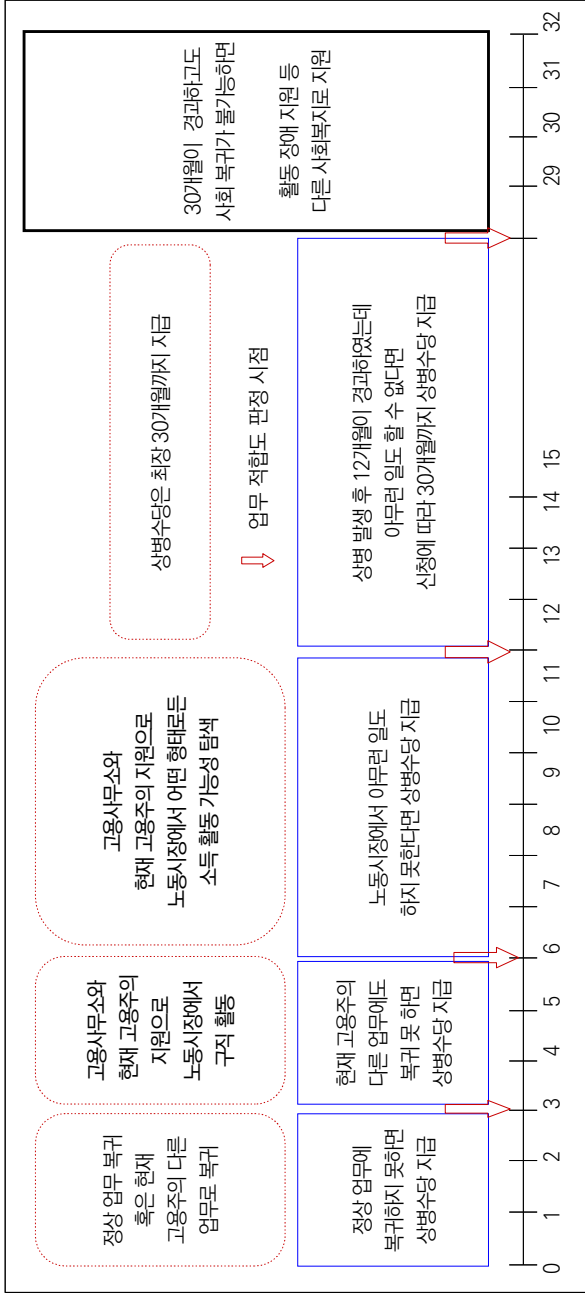 정상 업무 복귀
혹은 현재
고용주의 다른
업무로 복귀
고용사무소와
현재 고용주의
지원으로
노동시장에서
구직 활동
고용사무소와
현재 고용주의 지원으로
노동시장에서 어떤 형태로든
소득 활동 가능성 탐색
상병수당은 최장 30개월까지 지급
업무 적합도 판정 시점
30개월이 경과하고도
사회 복귀가 불가능하면
활동 장애 지원 등
다른 사회복지로 지원
정상 업무에
복귀하지 못하면
상병수당 지급
현재 고용주의
다른 업무에도
복귀 못 하면
상병수당 지급
노동시장에서 아무런 일도
하지 못한다면 상병수당 지급
상병 발생 후 12개월이 경과하였는데
아무런 일도 할 수 없다면
신청에 따라 30개월까지 상병수당 지급
0 1 2 3 4 5 6 7 8 9 10 11 12 13 14 15 29 30 31 32